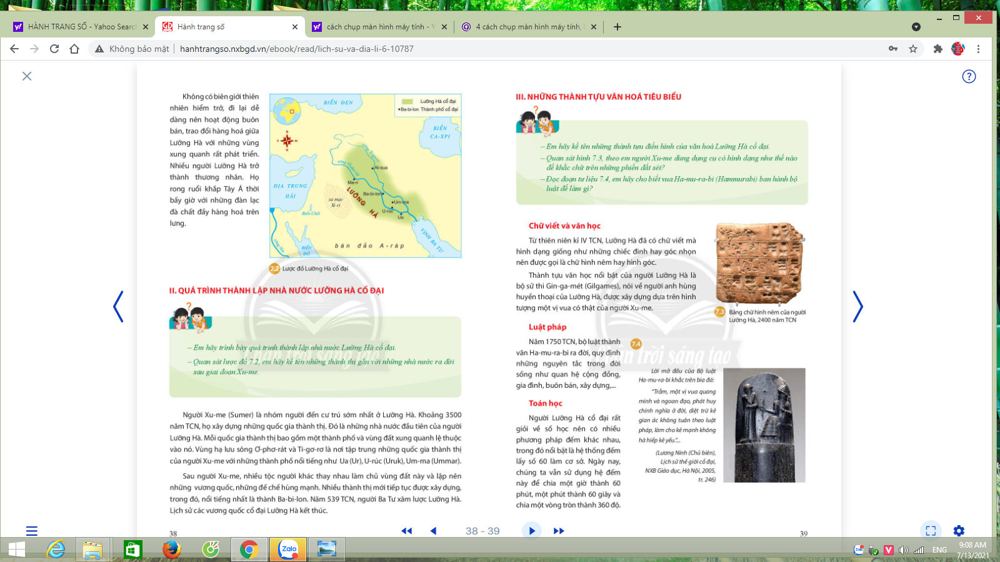 HÀNH TRANG SỐ - Yahoo Searc
Hành trang số
cách chụp màn hình máy tính - Y
4 cách chụp màn hình máy tính,
Không bảo mật
hanhtrangso.nxbgd.vn/ebook/read/lich-su-va-dia-li-6-10787
Không có biên giới thiên
nhiên hiểm trở, đi lại dễ
dàng nên hoạt động buôn
bán, trao đổi hàng hoá giữa
Lưỡng Hà với những vùng
xung quanh rất phát triển.
Nhiều người Lưỡng Hà trở
thành thương nhân. Họ
rong ruổi khắp Tây Á thời
bấy giờ với những đàn lạc
đà chất đầy hàng hoá trên
lưng.
BIỂN ĐEN
Lưỡng Hà cổ đại
Ba-bi-lon Thành phố cổ đại
BIỂN
CA-XPI
ĐỊA TRUNG
HẢI
Át-sua
Ma-ri
Ba-bi-lon
LƯỠNG HÀ
Um-ma
U-rúc
Ua
sa mạc
Xi-ri
Biển Chết
VỊNH BA TƯ
BIỂN
ĐỎ
sông Nin
bán đảo A-ráp
7.2 Lược đồ Lưỡng Hà cổ đại
II. QUÁ TRÌNH THÀNH LẬP NHÀ NƯỚC LƯỠNG HÀ CỔ ĐẠI
– Em hãy trình bày quá trình thành lập nhà nước Lưỡng Hà cổ đại.
– Quan sát lược đồ 7.2, em hãy kể tên những thành thị gắn với những nhà nước ra đời
sau giai đoạn Xu-me.
Người Xu-me (Sumer) là nhóm người đến cư trú sớm nhất ở Lưỡng Hà. Khoảng 3500
năm TCN, họ xây dựng những quốc gia thành thị. Đó là những nhà nước đầu tiên của người
Lưỡng Hà. Mỗi quốc gia thành thị bao gồm một thành phố và vùng đất xung quanh lệ thuộc
vào nó. Vùng hạ lưu sông Ơ-phơ-rát và Ti-gơ-rơ là nơi tập trung những quốc gia thành thị
của người Xu-me với những thành phố nổi tiếng như Ua (Ur), U-rúc (Uruk), Um-ma (Ummar).
Sau người Xu-me, nhiều tộc người khác thay nhau làm chủ vùng đất này và lập nên
những vương quốc, những đế chế hùng mạnh. Nhiều thành thị mới tiếp tục được xây dựng,
trong đó, nổi tiếng nhất là thành Ba-bi-lon. Năm 539 TCN, người Ba Tư xâm lược Lưỡng Hà.
Lịch sử các vương quốc cổ đại Lưỡng Hà kết thúc.
38
III. NHỮNG THÀNH TỰU VĂN HOÁ TIÊU BIỂU
– Em hãy kể tên những thành tựu điển hình của văn hoá Lưỡng Hà cổ đại.
– Quan sát hình 7.3, theo em người Xu-me dùng dụng cụ có hình dạng như thế nào
để khắc chữ trên những phiến đất sét?
– Đọc đoạn tư liệu 7.4, em hãy cho biết vua Ha-mu-ra-bi (Hammurabi) ban hành bộ
luật để làm gì?
Chữ viết và văn học
Từ thiên niên kỉ IV TCN, Lưỡng Hà đã có chữ viết mà
hình dạng giống như những chiếc đinh hay góc nhọn
nên được gọi là chữ hình nêm hay hình góc.
Thành tựu văn học nổi bật của người Lưỡng Hà là
bộ sử thi Gin-ga-mét (Gilgames), nói về người anh hùng
huyền thoại của Lưỡng Hà, được xây dựng dựa trên hình
tượng một vị vua có thật của người Xu-me.
7.3 Bảng chữ hình nêm của người
Lưỡng Hà, 2400 năm TCN
Luật pháp
Năm 1750 TCN, bộ luật thành
văn Ha-mu-ra-bi ra đời, quy định
những nguyên tắc trong đời
sống như quan hệ cộng đồng,
gia đình, buôn bán, xây dựng,...
Toán học
Người Lưỡng Hà cổ đại rất
giỏi về số học nên có nhiều
phương pháp đếm khác nhau,
trong đó nổi bật là hệ thống đếm
lấy số 60 làm cơ sở. Ngày nay,
chúng ta vẫn sử dụng hệ đếm
này để chia một giờ thành 60
phút, một phút thành 60 giây và
chia một vòng tròn thành 360 độ.
7.4
Lời mở đầu của Bộ luật
Ha-mu-ra-bi khắc trên bia đá:
"Trẫm, một vị vua quang
minh và ngoan đạo, phát huy
chính nghĩa ở đời, diệt trừ kẻ
gian ác không tuân theo luật
pháp, làm cho kẻ mạnh không
hà hiếp kẻ yếu."...
(Lương Ninh (Chủ biên),
Lịch sử thế giới cổ đại,
NXB Giáo dục, Hà Nội, 2005,
tr. 246)
Chân trời sáng tạo
39
38 - 39
Zalo
ENG
9:08 AM
7/13/2021